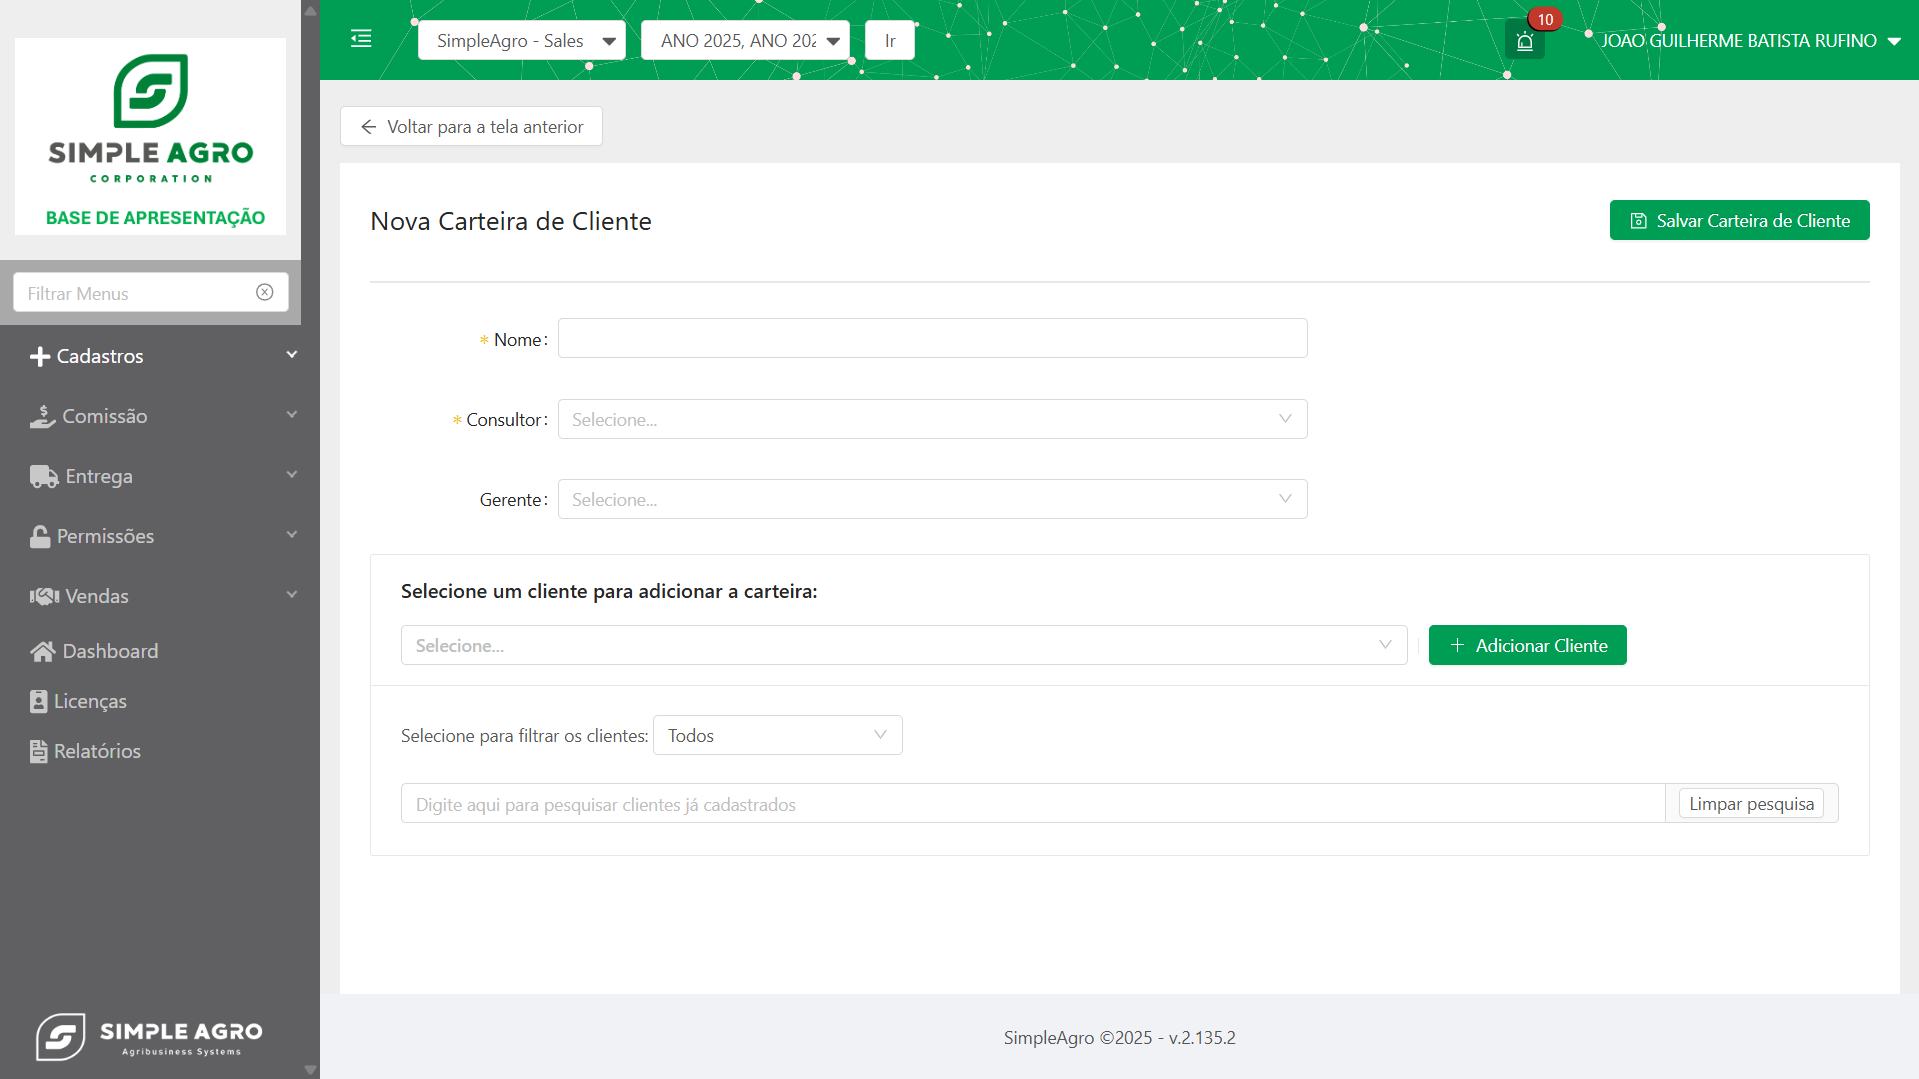 SIMPLE AGRO
CORPORATION
BASE DE APRESENTAÇÃO
Filtrar Menus
Cadastros
Comissão
Entrega
Permissões
Vendas
Dashboard
Licenças
Relatórios
SIMPLE AGRO
Agribusiness Systems
SimpleAgro - Sales
ANO 2025, ANO 202
Ir
10
JOAO GUILHERME BATISTA RUFINO
Voltar para a tela anterior
Nova Carteira de Cliente
Salvar Carteira de Cliente
* Nome:
* Consultor:
Selecione...
Gerente:
Selecione...
Selecione um cliente para adicionar a carteira:
Selecione...
Adicionar Cliente
Selecione para filtrar os clientes:
Todos
Digite aqui para pesquisar clientes já cadastrados
Limpar pesquisa
SimpleAgro ©2025 - v.2.135.2